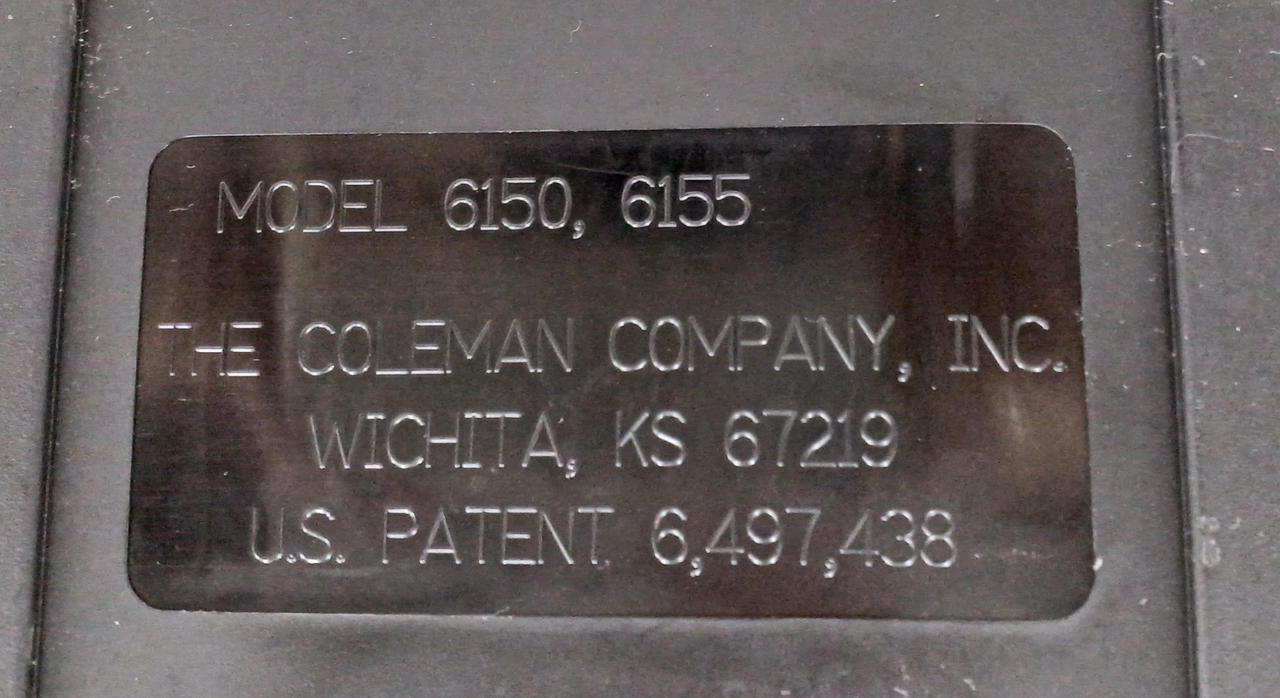 MODEL 6150, 6155
THE COLEMAN COMPANY, INC.
WICHITA, KS 67219
U.S. PATENT 6,497,438